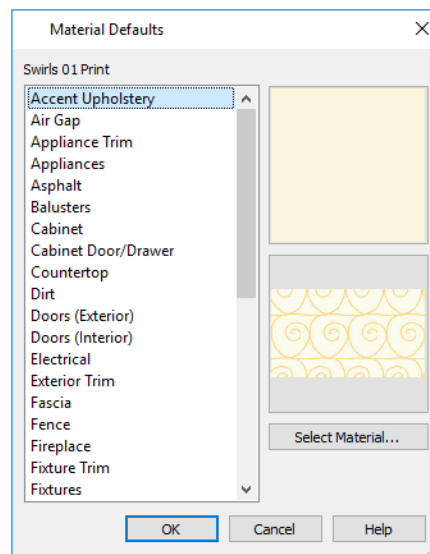 Material Defaults
Swirls 01 Print
Accent Upholstery
Air Gap
Appliance Trim
Appliances
Asphalt
Balusters
Cabinet
Cabinet Door/Drawer
Countertop
Dirt
Doors (Exterior)
Doors (Interior)
Electrical
Exterior Trim
Fascia
Fence
Fireplace
Fixture Trim
Fixtures
Select Material...
OK
Cancel
Help